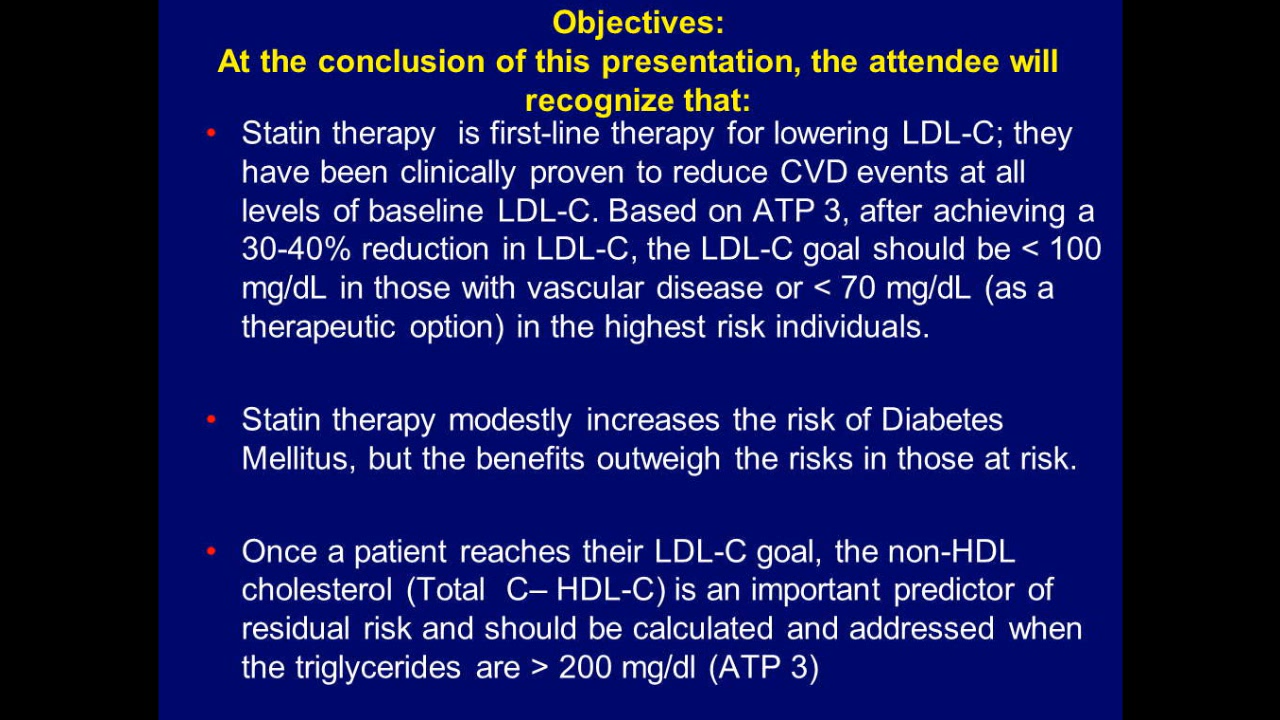 Objectives:
At the conclusion of this presentation, the attendee will
recognize that:
• Statin therapy  is first-line therapy for lowering LDL-C; they
have been clinically proven to reduce CVD events at all
levels of baseline LDL-C. Based on ATP 3, after achieving a
30-40% reduction in LDL-C, the LDL-C goal should be < 100
mg/dL in those with vascular disease or < 70 mg/dL (as a
therapeutic option) in the highest risk individuals.
• Statin therapy modestly increases the risk of Diabetes
Mellitus, but the benefits outweigh the risks in those at risk.
• Once a patient reaches their LDL-C goal, the non-HDL
cholesterol (Total  C– HDL-C) is an important predictor of
residual risk and should be calculated and addressed when
the triglycerides are > 200 mg/dl (ATP 3)